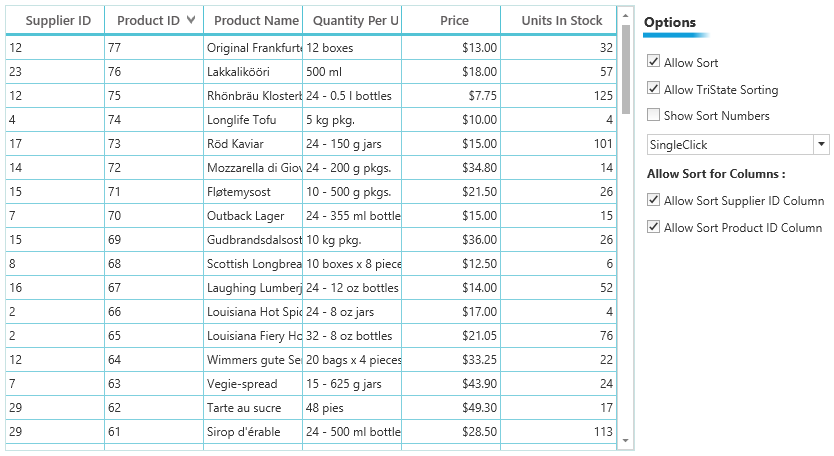 Supplier ID Product ID Product Name Quantity Per U Price Units In Stock
12 77 Original Frankfurte 12 boxes $13.00 32
23 76 Lakkalikööri 500 ml $18.00 57
12 75 Rhönbräu Klosterb 24 - 0.5 l bottles $7.75 125
4 74 Longlife Tofu 5 kg pkg. $10.00 4
17 73 Röd Kaviar 24 - 150 g jars $15.00 101
14 72 Mozzarella di Giov 24 - 200 g pkgs. $34.80 14
15 71 Fløtemysost 10 - 500 g pkgs. $21.50 26
7 70 Outback Lager 24 - 355 ml bottle $15.00 15
15 69 Gudbrandsdalsost 10 kg pkg. $36.00 26
8 68 Scottish Longbrea 10 boxes x 8 piece $12.50 6
16 67 Laughing Lumberj 24 - 12 oz bottles $14.00 52
2 66 Louisiana Hot Spic 24 - 8 oz jars $17.00 4
2 65 Louisiana Fiery Ho 32 - 8 oz bottles $21.05 76
12 64 Wimmers gute Se 20 bags x 4 pieces $33.25 22
7 63 Vegie-spread 15 - 625 g jars $43.90 24
29 62 Tarte au sucre 48 pies $49.30 17
29 61 Sirop d'érable 24 - 500 ml bottle $28.50 113
Options
Allow Sort
Allow TriState Sorting
Show Sort Numbers
SingleClick
Allow Sort for Columns :
Allow Sort Supplier ID Column
Allow Sort Product ID Column